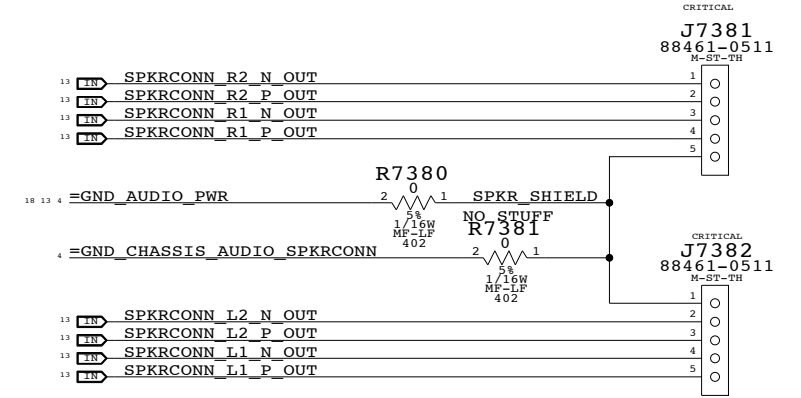 CRITICAL
J7381
88461-0511
M-ST-TH
13 IN SPKRCONN_R2_N_OUT 1
13 IN SPKRCONN_R2_P_OUT 2
13 IN SPKRCONN_R1_N_OUT 3
13 IN SPKRCONN_R1_P_OUT 4
5
R7380
0
18 13 4 =GND_AUDIO_PWR 2 1 SPKR_SHIELD
5%
1/16W
MF-LF
402
NO STUFF
R7381
0
4 =GND_CHASSIS_AUDIO_SPKRCONN 2 1
5%
1/16W
MF-LF
402
CRITICAL
J7382
88461-0511
M-ST-TH
1
13 IN SPKRCONN_L2_N_OUT 2
13 IN SPKRCONN_L2_P_OUT 3
13 IN SPKRCONN_L1_N_OUT 4
13 IN SPKRCONN_L1_P_OUT 5